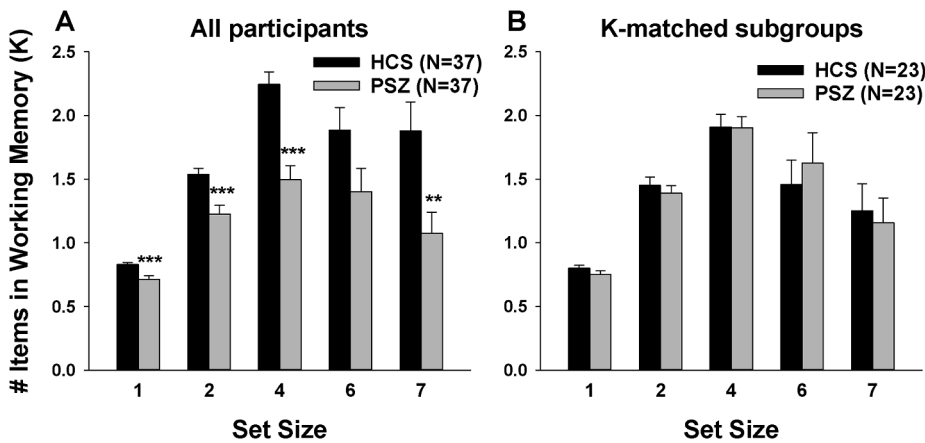 A All participants
HCS (N=37)
PSZ (N=37)
# Items in Working Memory (K)
2.5
2.0
1.5
1.0
0.5
0.0
***
***
***
**
1 2 4 6 7
Set Size
B K-matched subgroups
HCS (N=23)
PSZ (N=23)
2.5
2.0
1.5
1.0
0.5
0.0
1 2 4 6 7
Set Size